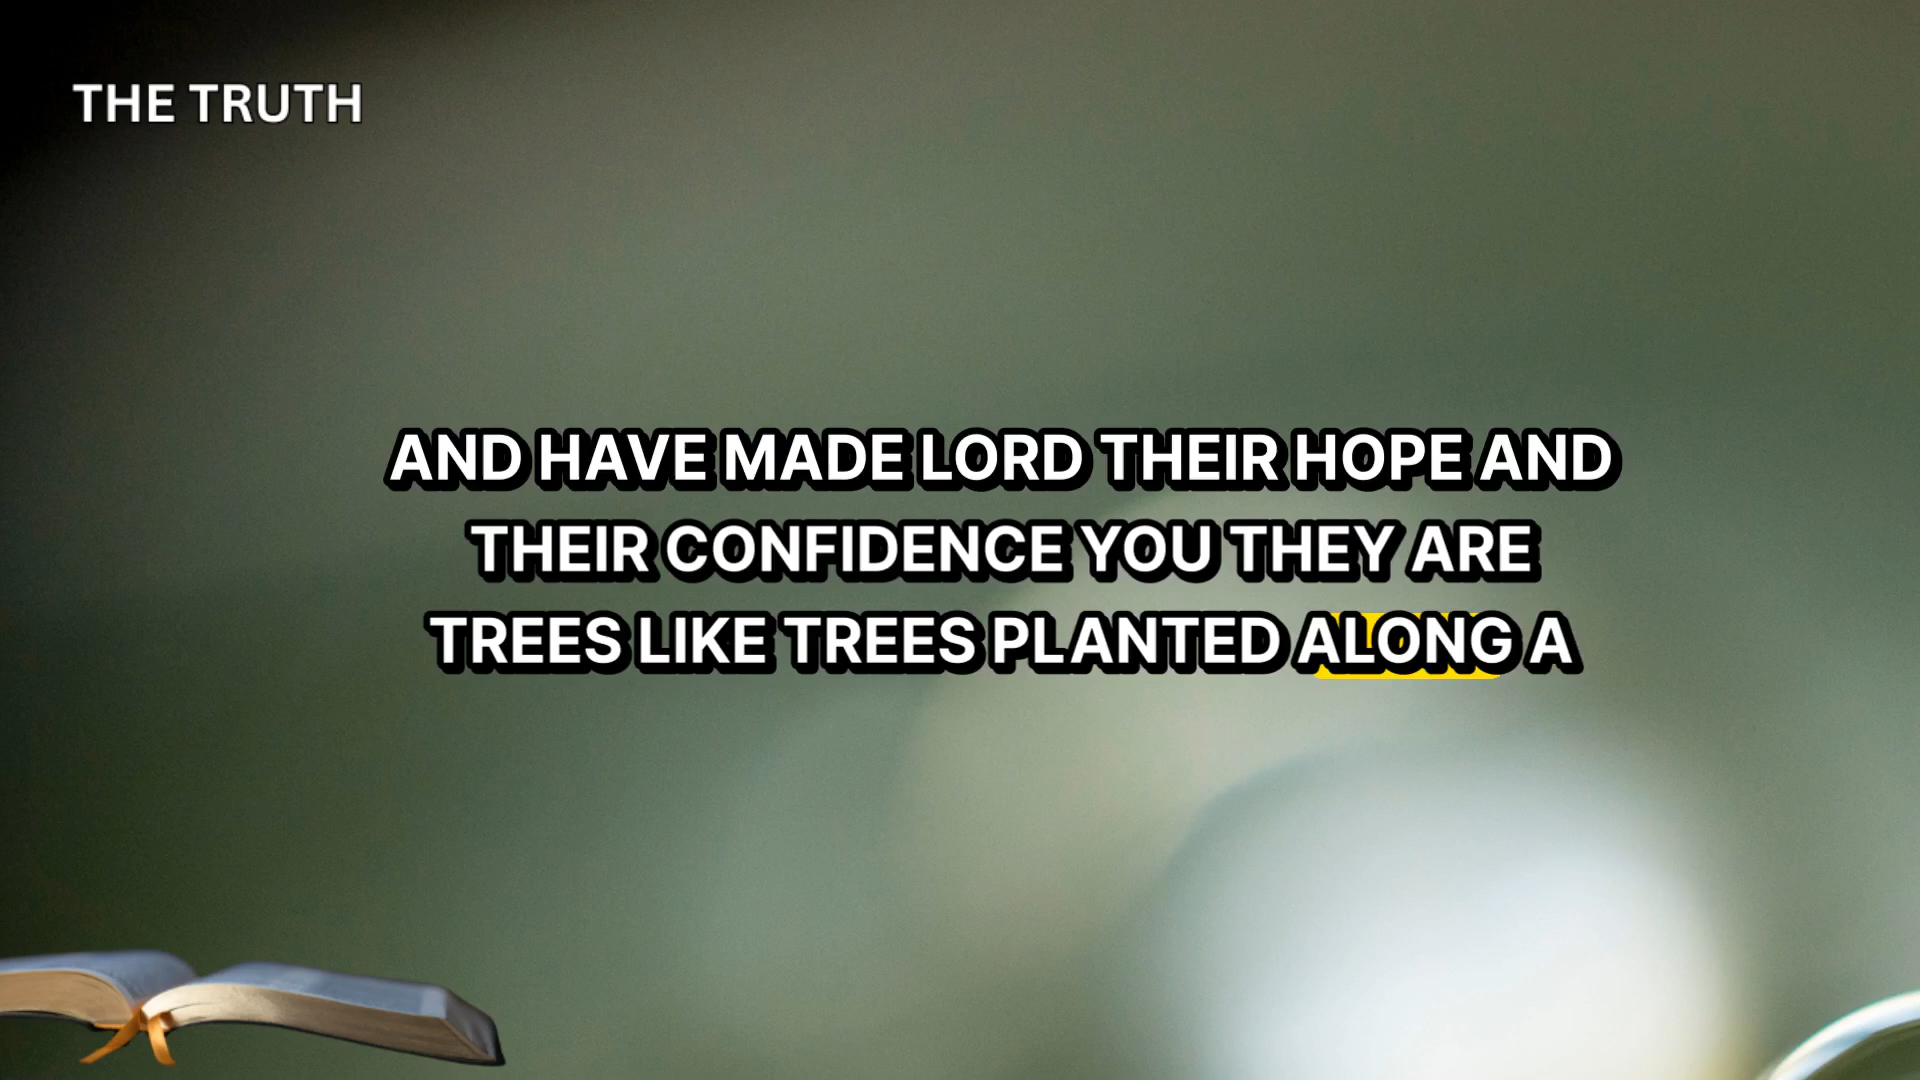 THE TRUTH
AND HAVE MADE LORD THEIR HOPE AND
THEIR CONFIDENCE YOU THEY ARE
TREES LIKE TREES PLANTED ALONG A